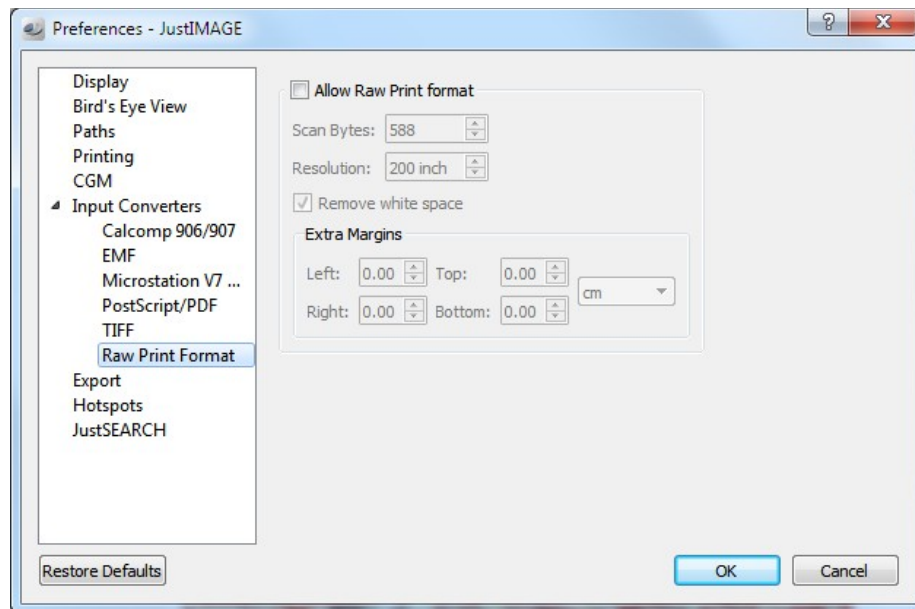 Preferences - JustIMAGE
Display
Bird's Eye View
Paths
Printing
CGM
Input Converters
Calcomp 906/907
EMF
Microstation V7 ...
PostScript/PDF
TIFF
Raw Print Format
Export
Hotspots
JustSEARCH
Allow Raw Print format
Scan Bytes: 588
Resolution: 200 inch
Remove white space
Extra Margins
Left: 0.00 Top: 0.00
cm
Right: 0.00 Bottom: 0.00
Restore Defaults OK Cancel